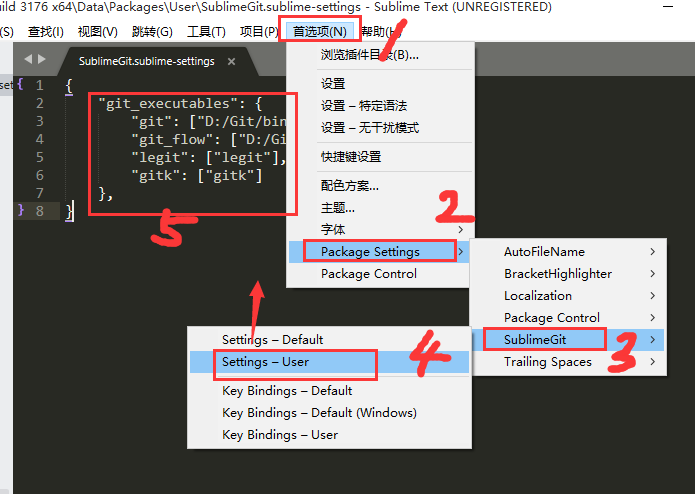 ild 3176 x64\Data\Packages\User\SublimeGit.sublime-settings - Sublime Text (UNREGISTERED)
(S) 查找(I) 视图(V) 跳转(G) 工具(T) 项目(P) 首选项(N) 帮助(H)
1
SublimeGit.sublime-settings ×
set
1 {
2 "git_executables": {
3 "git": ["D:/Git/bin
4 "git_flow": ["D:/Gi
5 "legit": ["legit"],
6 "gitk": ["gitk"]
7 },
8 }
5
浏览插件目录(B)...
设置
设置 – 特定语法
设置 – 无干扰模式
快捷键设置
配色方案...
主题...
字体
2
Package Settings
Package Control
AutoFileName
BracketHighlighter
Localization
Package Control
SublimeGit
Trailing Spaces
3
Settings – Default
Settings – User
4
Key Bindings – Default
Key Bindings – Default (Windows)
Key Bindings – User